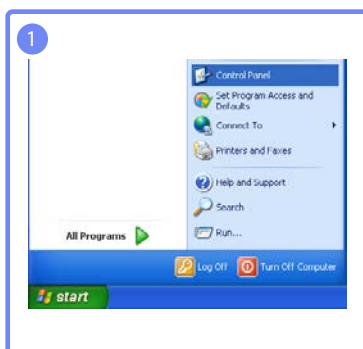 1
Control Panel
Set Program Access and
Defaults
Connect To
Printers and Faxes
Help and Support
Search
All Programs
Run...
Log Off
Turn Off Computer
start